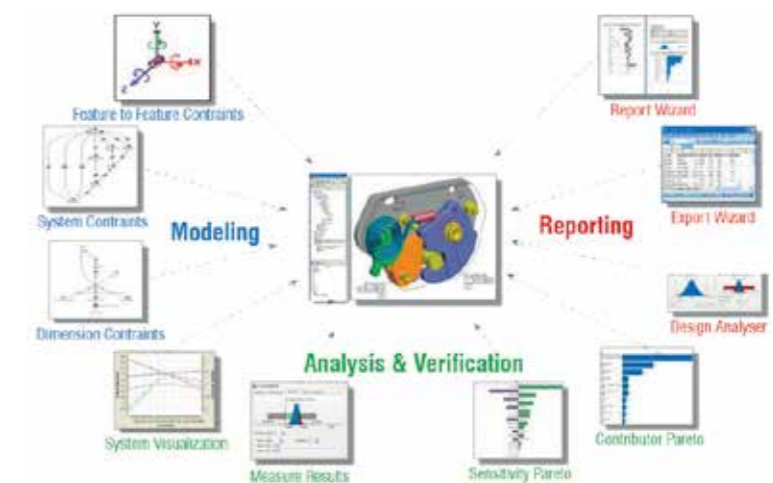 Y
X
Z
Feature to Feature Contraints
System Contraints
Dimension Contraints
Modeling
System Visualization
Measure Results
Analysis & Verification
Sensitivity Pareto
Contributor Pareto
Design Analyser
Reporting
Export Wizard
Report Wizard